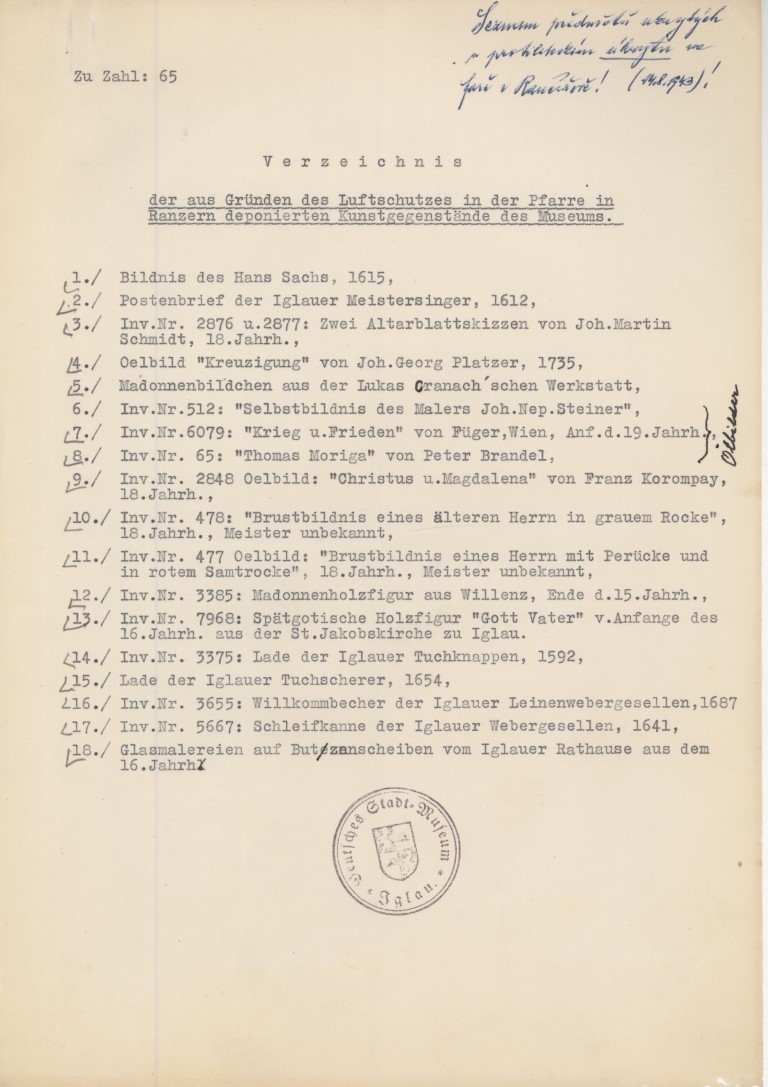 Seznam předmětů ukrytých
v protileteckém úkrytu ve
faře v Rančířově! (14.8.1943)!
Zu Zahl: 65
Verzeichnis
der aus Gründen des Luftschutzes in der Pfarre in
Ranzern deponierten Kunstgegenstände des Museums.
1./ Bildnis des Hans Sachs, 1615,
2./ Postenbrief der Iglauer Meistersinger, 1612,
3./ Inv.Nr. 2876 u.2877: Zwei Altarblattskizzen von Joh.Martin
Schmidt, 18.Jahrh.,
4./ Oelbild "Kreuzigung" von Joh.Georg Platzer, 1735,
5./ Madonnenbildchen aus der Lukas Cranach´schen Werkstatt,
6./ Inv.Nr.512: "Selbstbildnis des Malers Joh.Nep.Steiner",
7./ Inv.Nr.6079: "Krieg u.Frieden" von Füger,Wien, Anf.d.19.Jahrh.,
8./ Inv.Nr. 65: "Thomas Moriga" von Peter Brandel,
Ölbilder
9./ Inv.Nr. 2848 Oelbild: "Christus u.Magdalena" von Franz Korompay,
18.Jahrh.,
10./ Inv.Nr. 478: "Brustbildnis eines älteren Herrn in grauem Rocke",
18.Jahrh., Meister unbekannt,
11./ Inv.Nr. 477 Oelbild: "Brustbildnis eines Herrn mit Perücke und
in rotem Samtrocke", 18.Jahrh., Meister unbekannt,
12./ Inv.Nr. 3385: Madonnenholzfigur aus Willenz, Ende d.15.Jahrh.,
13./ Inv.Nr. 7968: Spätgotische Holzfigur "Gott Vater" v.Anfange des
16.Jahrh. aus der St.Jakobskirche zu Iglau.
14./ Inv.Nr. 3375: Lade der Iglauer Tuchknappen, 1592,
15./ Lade der Iglauer Tuchscherer, 1654,
16./ Inv.Nr. 3655: Willkommbecher der Iglauer Leinenwebergesellen,1687
17./ Inv.Nr. 5667: Schleifkanne der Iglauer Webergesellen, 1641,
18./ Glasmalereien auf Butzenscheiben vom Iglauer Rathause aus dem
16.Jahrh.
Deutsches Stadt-Museum
* Iglau. *